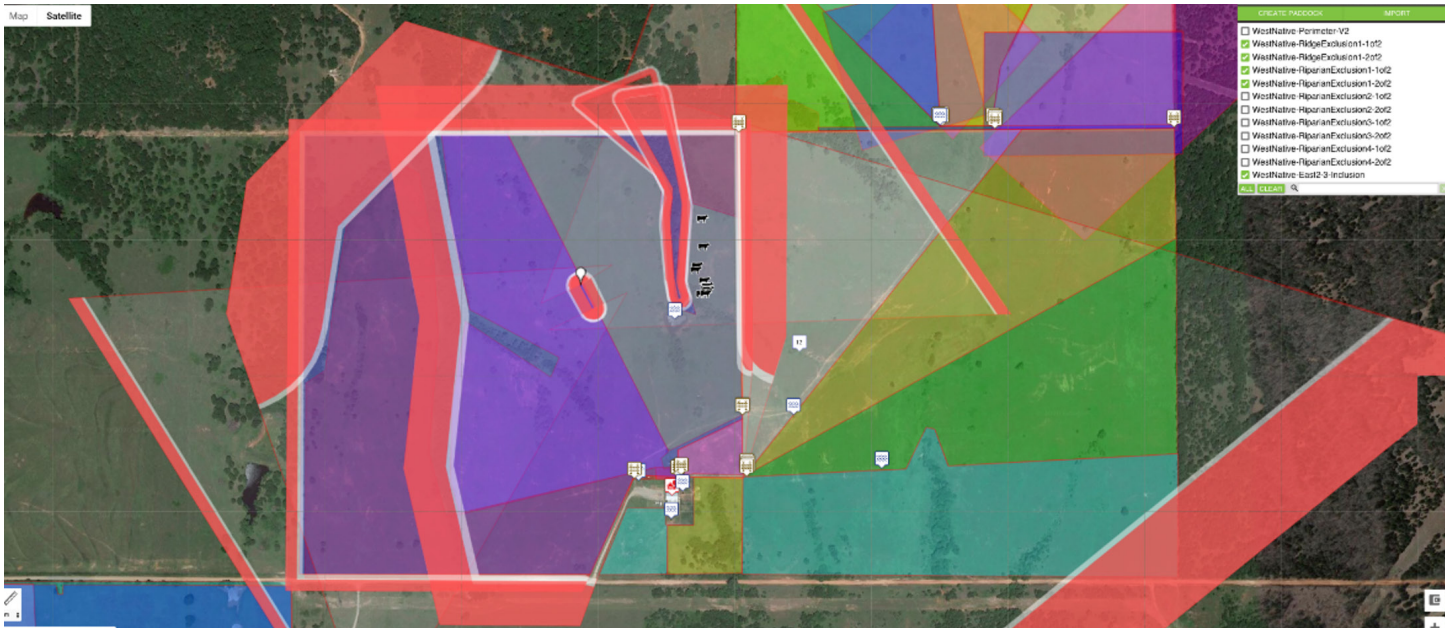 Map
Satellite
CREATE PADDOCK
IMPORT
WestNative-Perimeter-V2
WestNative-RidgeExclusion1-1of2
WestNative-RidgeExclusion1-2of2
WestNative-RiparianExclusion1-1of2
WestNative-RiparianExclusion1-2of2
WestNative-RiparianExclusion2-1of2
WestNative-RiparianExclusion2-2of2
WestNative-RiparianExclusion3-1of2
WestNative-RiparianExclusion3-2of2
WestNative-RiparianExclusion4-1of2
WestNative-RiparianExclusion4-2of2
WestNative-East2-3-Inclusion
ALL
CLEAR